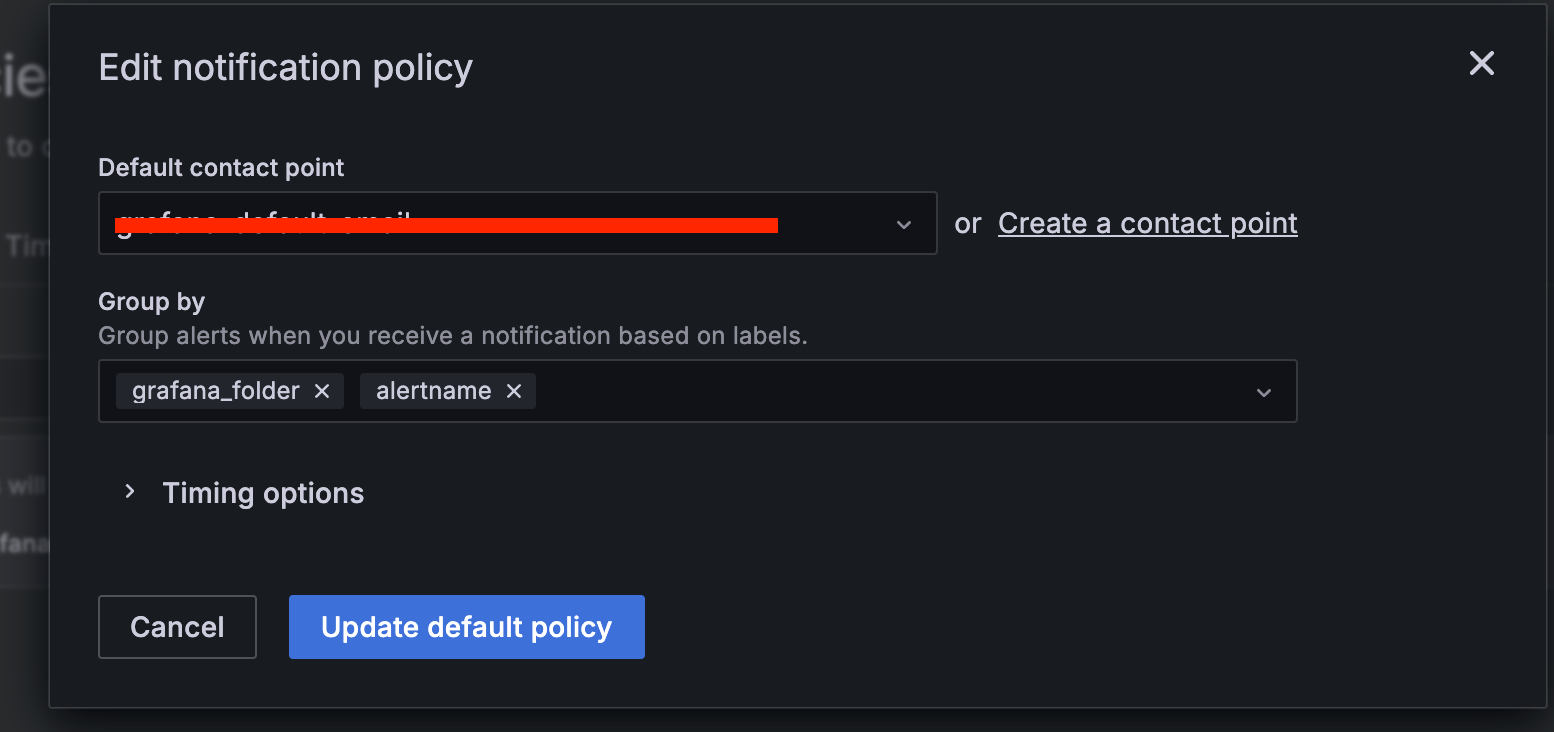 Edit notification policy
Default contact point
or Create a contact point
Group by
Group alerts when you receive a notification based on labels.
grafana_folder alertname
Timing options
Cancel Update default policy